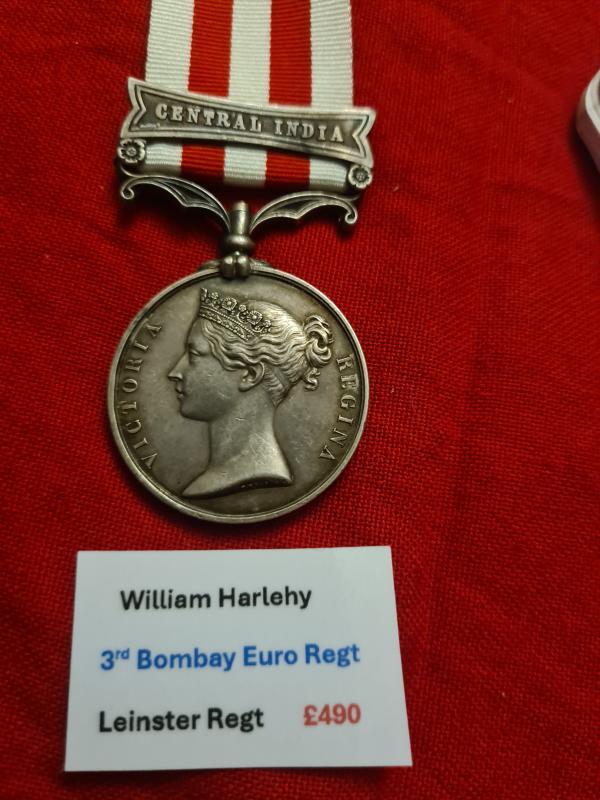 CENTRAL INDIA
VICTORIA REGINA
William Harlehy
3rd Bombay Euro Regt
Leinster Regt £490